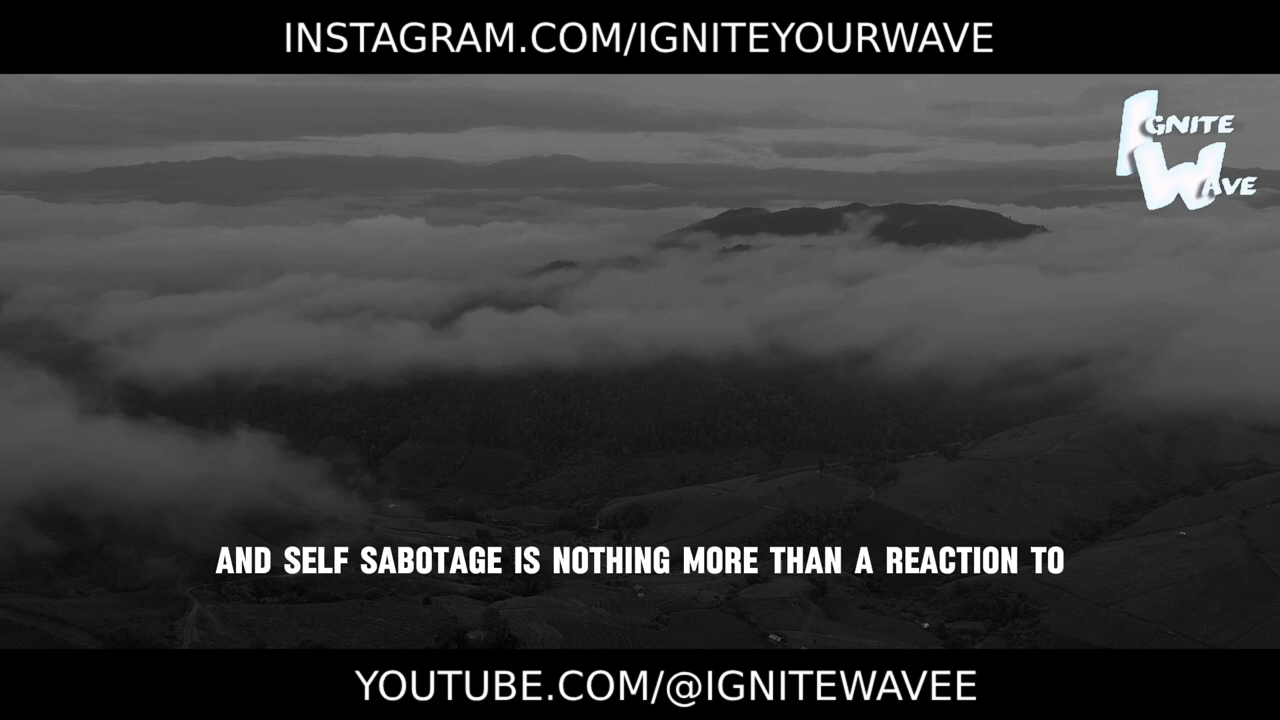 INSTAGRAM.COM/IGNITEYOURWAVE
IGNITE
WAVE
AND SELF SABOTAGE IS NOTHING MORE THAN A REACTION TO
YOUTUBE.COM/@IGNITEWAVEE